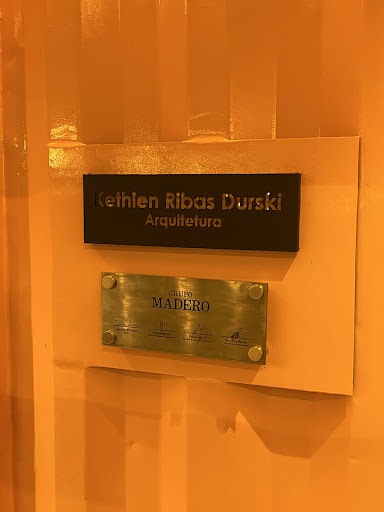 Kethlen Ribas Durski
Arquitetura
GRUPO
MADERO